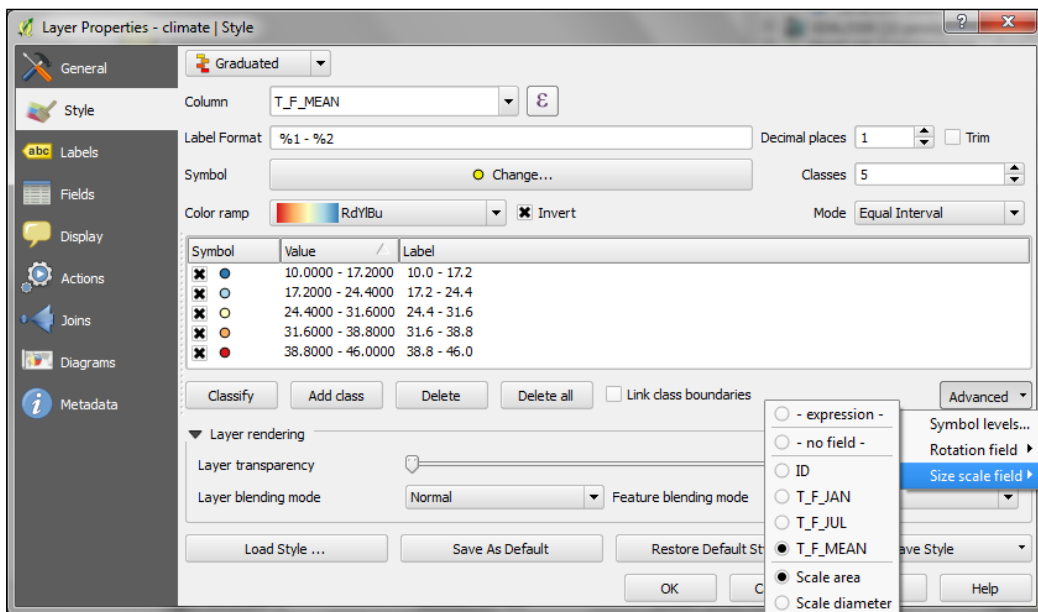 Layer Properties - climate | Style
General
Style
abc Labels
Fields
Display
Actions
Joins
Diagrams
Metadata
Graduated
Column T_F_MEAN ε
Label Format %1 - %2 Decimal places 1 Trim
Symbol Change... Classes 5
Color ramp RdYlBu Invert Mode Equal Interval
Symbol Value Label
10.0000 - 17.2000 10.0 - 17.2
17.2000 - 24.4000 17.2 - 24.4
24.4000 - 31.6000 24.4 - 31.6
31.6000 - 38.8000 31.6 - 38.8
38.8000 - 46.0000 38.8 - 46.0
Classify Add class Delete Delete all Link class boundaries Advanced
Symbol levels...
Rotation field
Size scale field
- expression -
- no field -
ID
T_F_JAN
T_F_JUL
T_F_MEAN
Scale area
Scale diameter
Layer rendering
Layer transparency
Layer blending mode Normal Feature blending mode
Load Style ... Save As Default Restore Default St ave Style
OK C Help